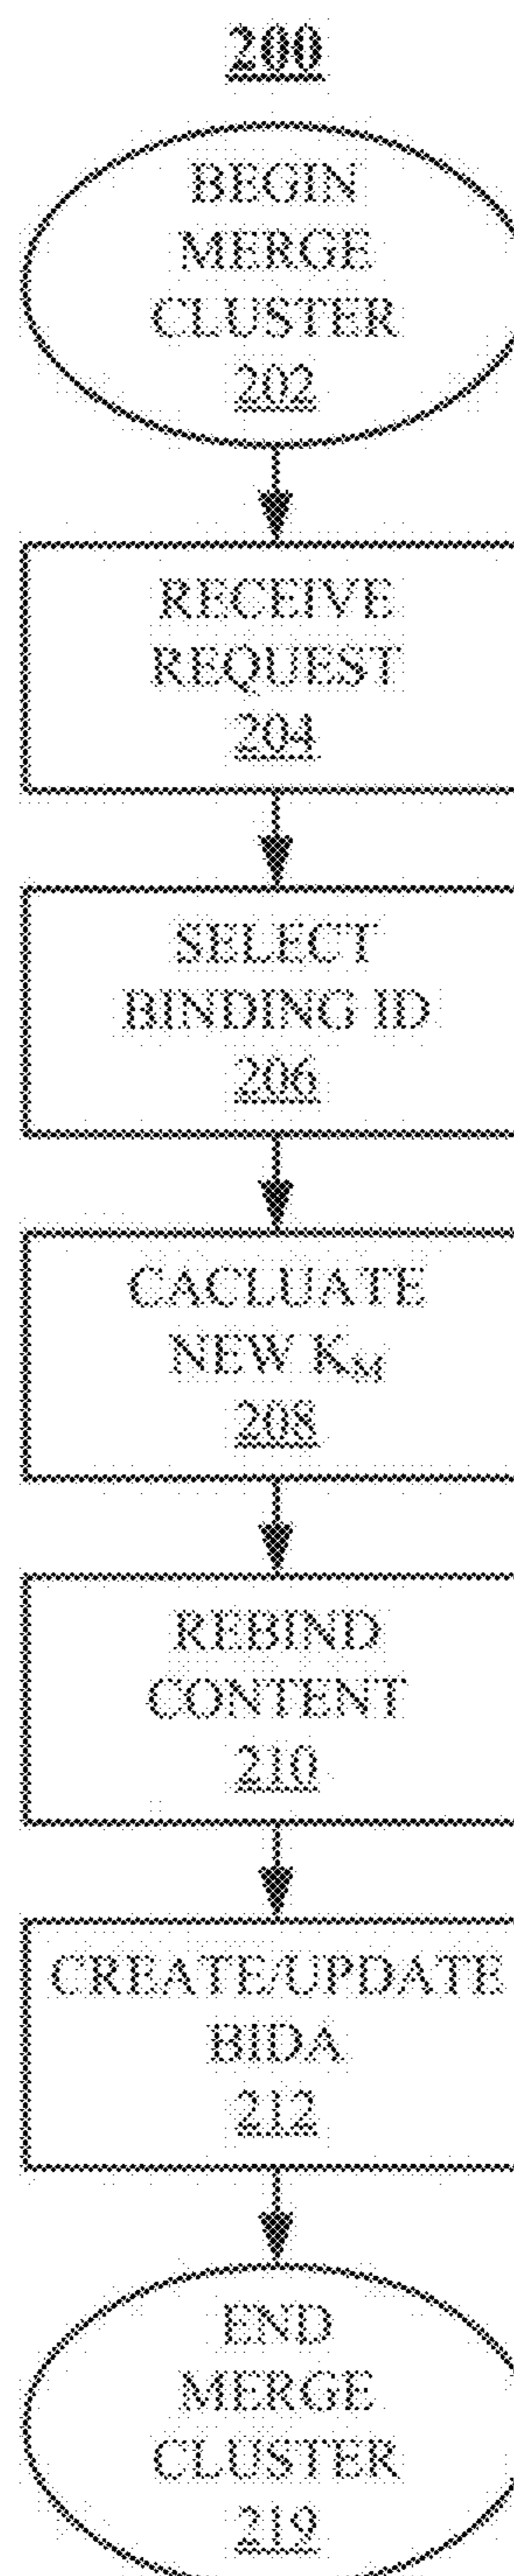 200
BEGIN
MERGE
CLUSTER
202
RECEIVE
REQUEST
204
SELECT
BINDING ID
206
CACLUATE
NEW KM
208
REBIND
CONTENT
210
CREATE/UPDATE
BIDA
212
END
MERGE
CLUSTER
219